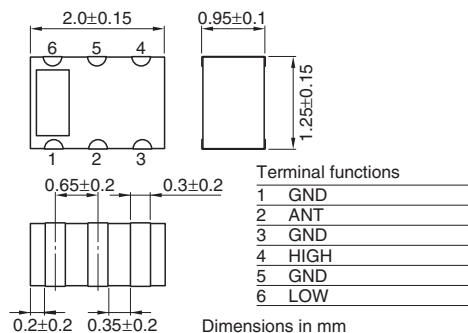 2.0±0.15
0.95±0.1
6 5 4
1.25±0.15
1 2 3
0.65±0.2
0.3±0.2
0.2±0.2
0.35±0.2
Terminal functions
1 GND
2 ANT
3 GND
4 HIGH
5 GND
6 LOW
Dimensions in mm